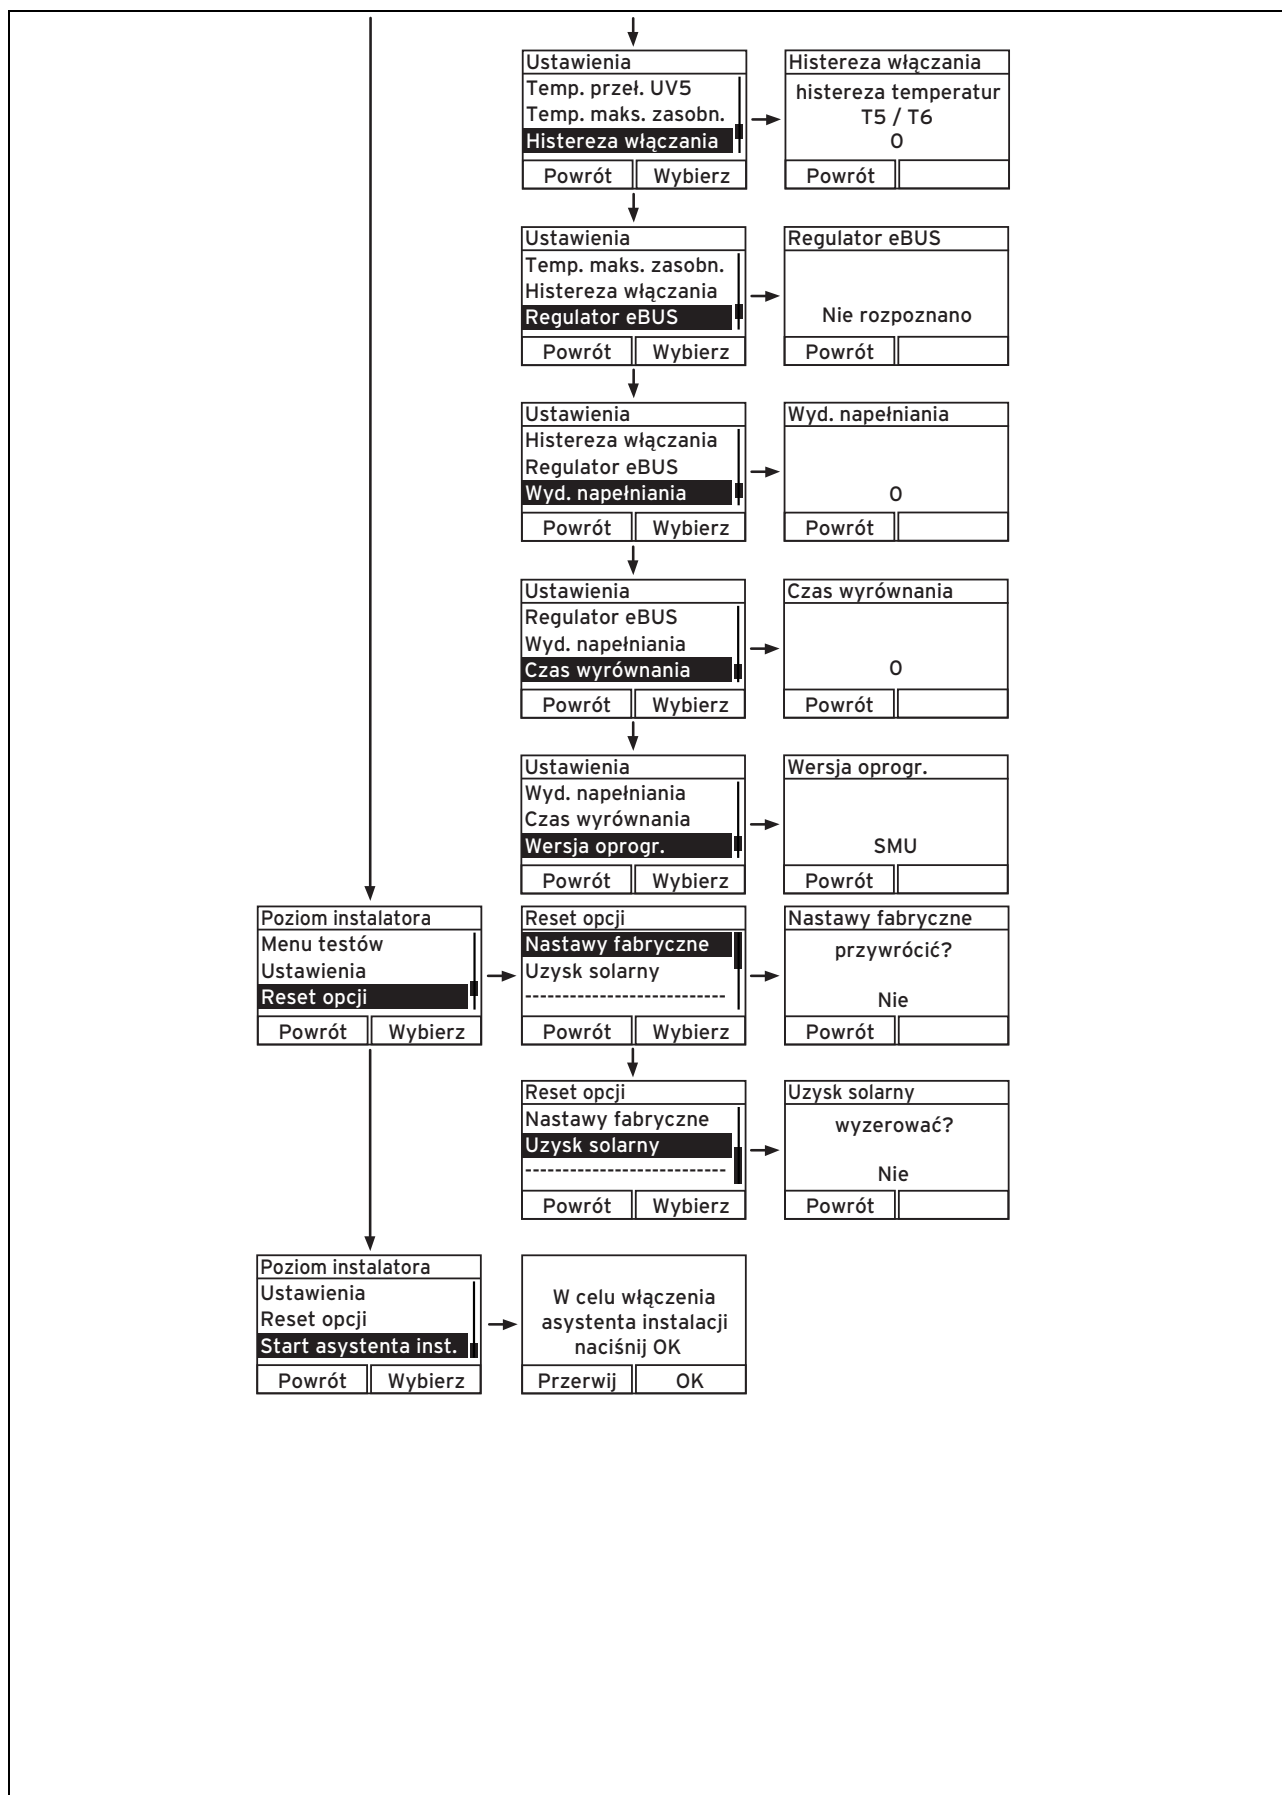 Ustawienia
Temp. przeł. UV5
Temp. maks. zasobn.
Histereza włączania
Powrót Wybierz
Histereza włączania
histereza temperatur
T5 / T6
0
Powrót
Ustawienia
Temp. maks. zasobn.
Histereza włączania
Regulator eBUS
Powrót Wybierz
Regulator eBUS
Nie rozpoznano
Powrót
Ustawienia
Histereza włączania
Regulator eBUS
Wyd. napełniania
Powrót Wybierz
Wyd. napełniania
0
Powrót
Ustawienia
Regulator eBUS
Wyd. napełniania
Czas wyrównania
Powrót Wybierz
Czas wyrównania
0
Powrót
Ustawienia
Wyd. napełniania
Czas wyrównania
Wersja oprogr.
Powrót Wybierz
Wersja oprogr.
SMU
Powrót
Poziom instalatora
Menu testów
Ustawienia
Reset opcji
Powrót Wybierz
Reset opcji
Nastawy fabryczne
Uzysk solarny
--------------------------
Powrót Wybierz
Nastawy fabryczne
przywrócić?
Nie
Powrót
Reset opcji
Nastawy fabryczne
Uzysk solarny
--------------------------
Powrót Wybierz
Uzysk solarny
wyzerować?
Nie
Powrót
Poziom instalatora
Ustawienia
Reset opcji
Start asystenta inst.
Powrót Wybierz
W celu włączenia
asystenta instalacji
naciśnij OK
Przerwij OK